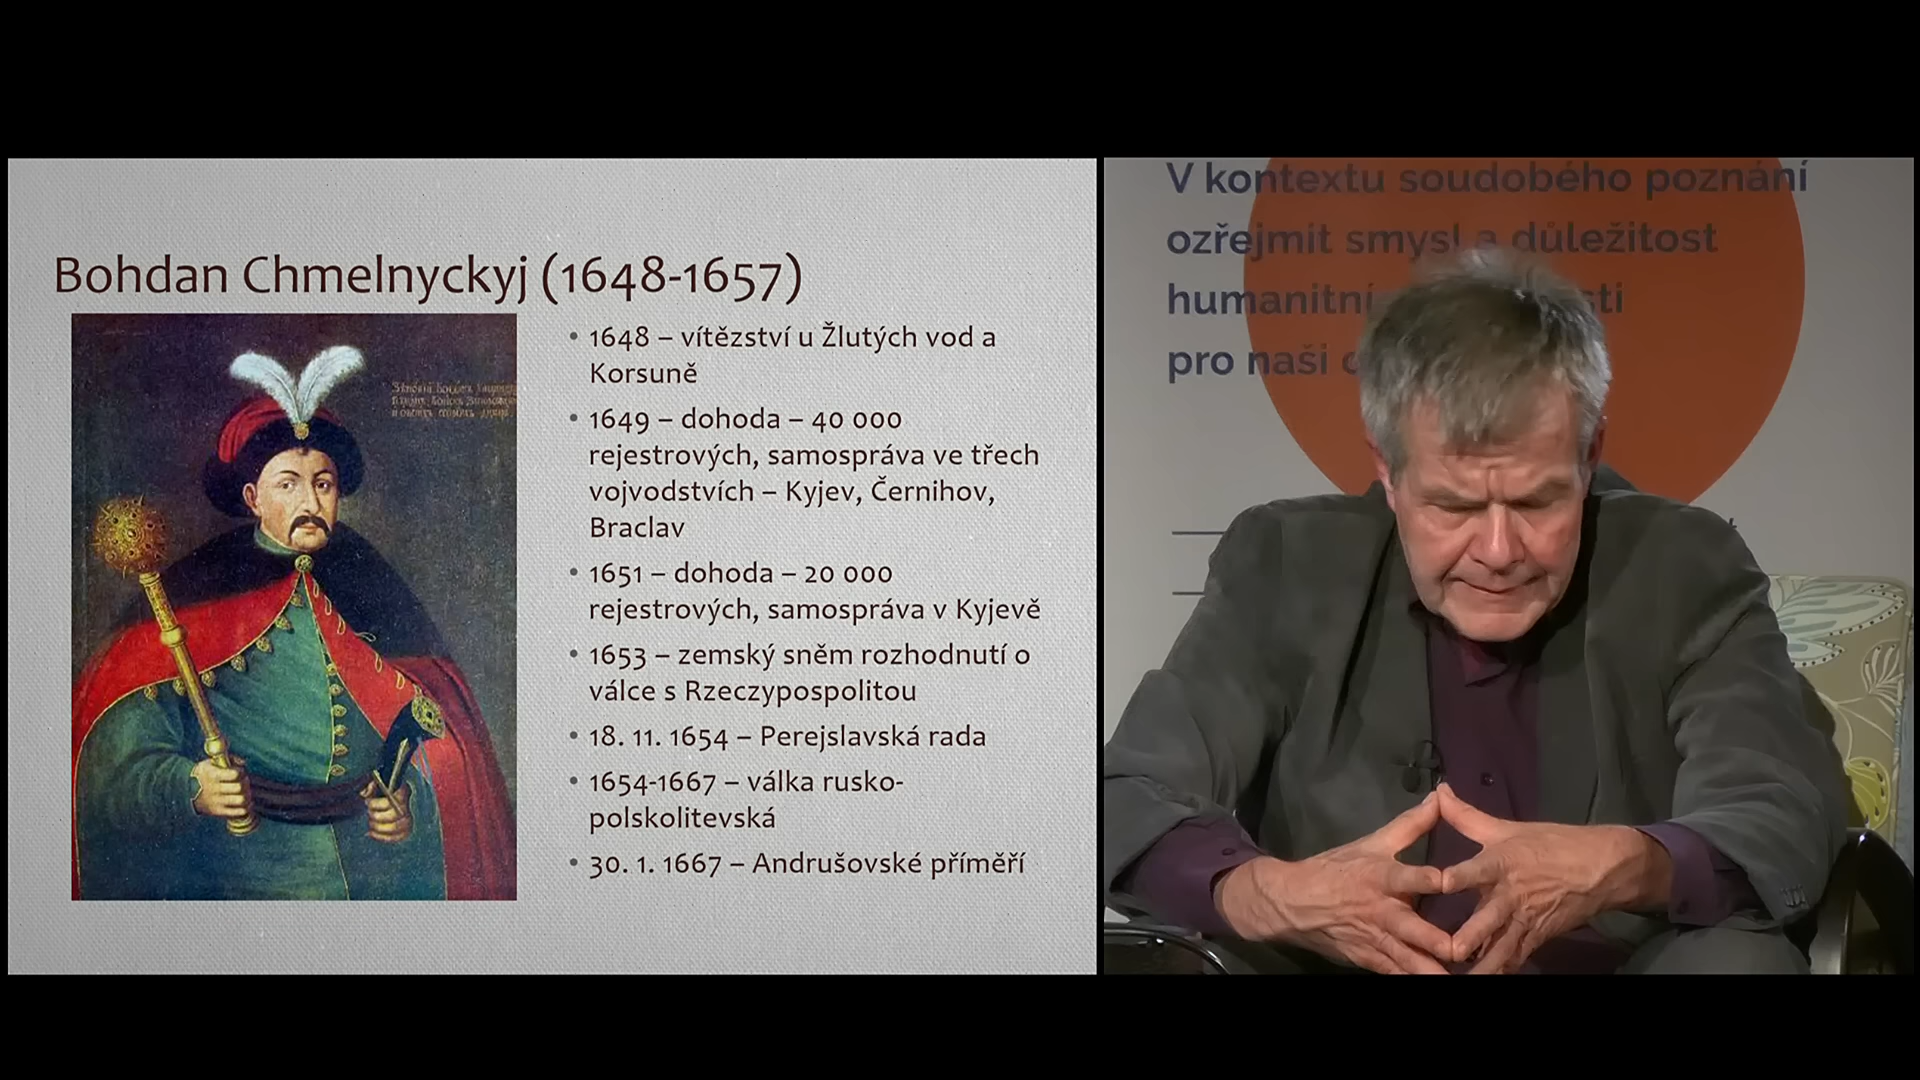 Bohdan Chmelnyckyj (1648-1657)
• 1648 – vítězství u Žlutých vod a
Korsuně
• 1649 – dohoda – 40 000
rejestrových, samospráva ve třech
vojvodstvích – Kyjev, Černihov,
Braclav
• 1651 – dohoda – 20 000
rejestrových, samospráva v Kyjevě
• 1653 – zemský sněm rozhodnutí o
válce s Rzeczypospolitou
• 18. 11. 1654 – Perejslavská rada
• 1654-1667 – válka rusko-
polskolitevská
• 30. 1. 1667 – Andrušovské příměří
V kontextu soudobého poznání
ozřejmit smysl a důležitost
humanitní
pro naši